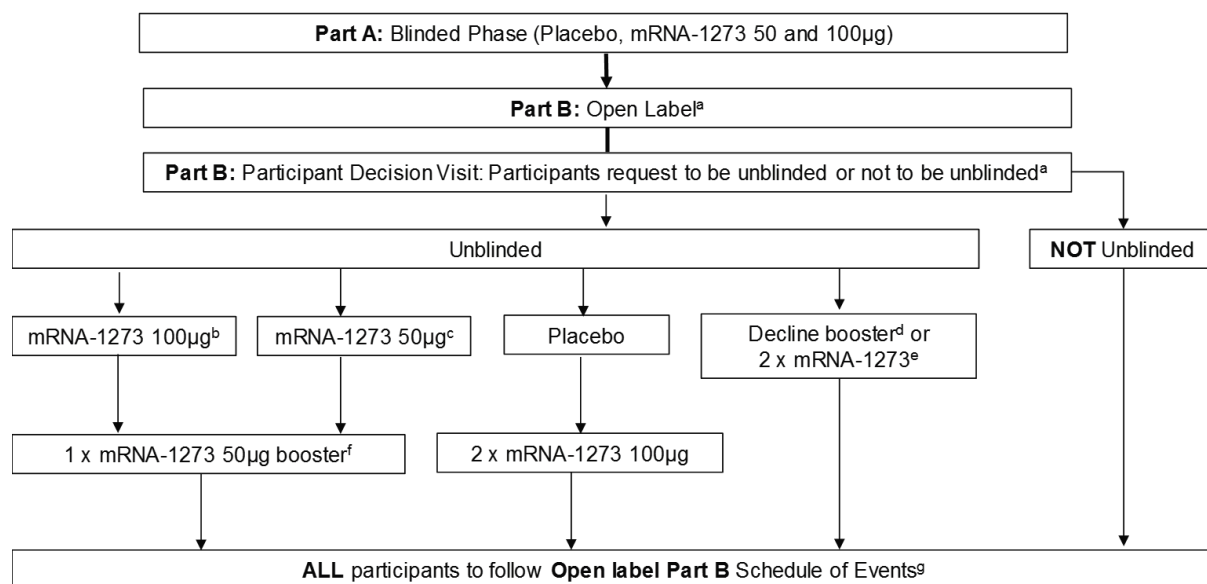 Part A: Blinded Phase (Placebo, mRNA-1273 50 and 100µg)
Part B: Open Labelᵃ
Part B: Participant Decision Visit: Participants request to be unblinded or not to be unblindedᵃ
Unblinded
NOT Unblinded
mRNA-1273 100µgᵇ
mRNA-1273 50µgᶜ
Placebo
Decline boosterᵈ or
2 x mRNA-1273ᵉ
1 x mRNA-1273 50µg boosterᶠ
2 x mRNA-1273 100µg
ALL participants to follow Open label Part B Schedule of Eventsᵍ